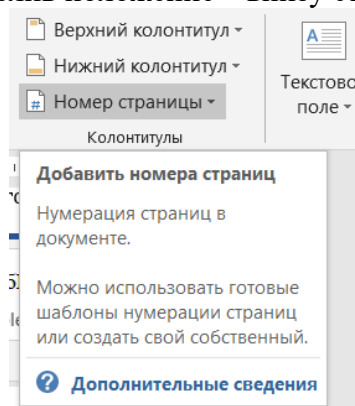 Верхний колонтитул
Нижний колонтитул
Номер страницы
Колонтитулы
Текстово
поле
Добавить номера страниц
Нумерация страниц в
документе.
Можно использовать готовые
шаблоны нумерации страниц
или создать свой собственный.
Дополнительные сведения